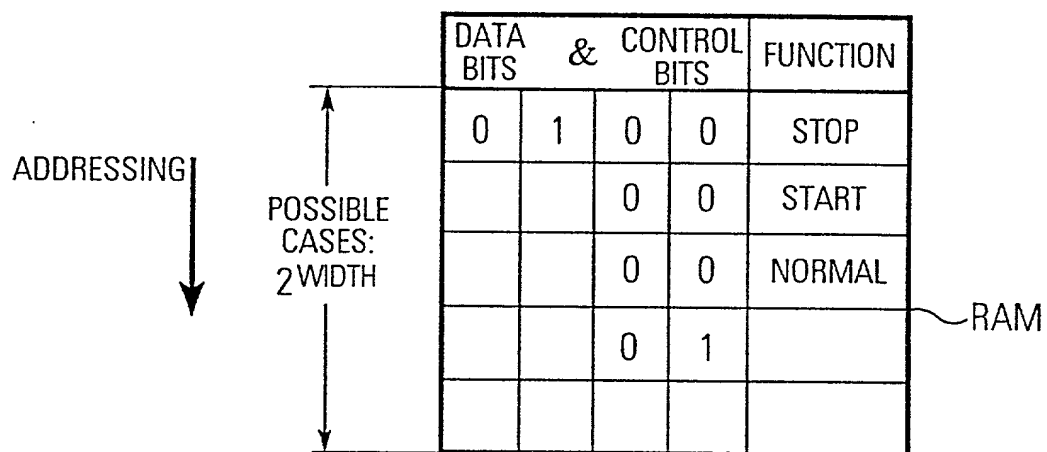 DATA BITS & CONTROL BITS FUNCTION
0 1 0 0 STOP
ADDRESSING
0 0 START
POSSIBLE
CASES:
2WIDTH
0 0 NORMAL
RAM
0 1